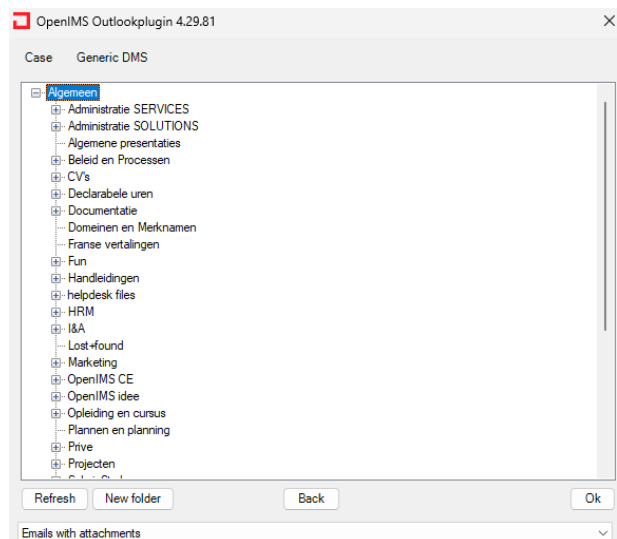 OpenIMS Outlookplugin 4.29.81
Case Generic DMS
Algemeen
Administratie SERVICES
Administratie SOLUTIONS
Algemene presentaties
Beleid en Processen
CV's
Declarabele uren
Documentatie
Domeinen en Merknamen
Franse vertalingen
Fun
Handleidingen
helpdesk files
HRM
I&A
Lost+found
Marketing
OpenIMS CE
OpenIMS idee
Opleiding en cursus
Plannen en planning
Prive
Projecten
Refresh New folder Back Ok
Emails with attachments